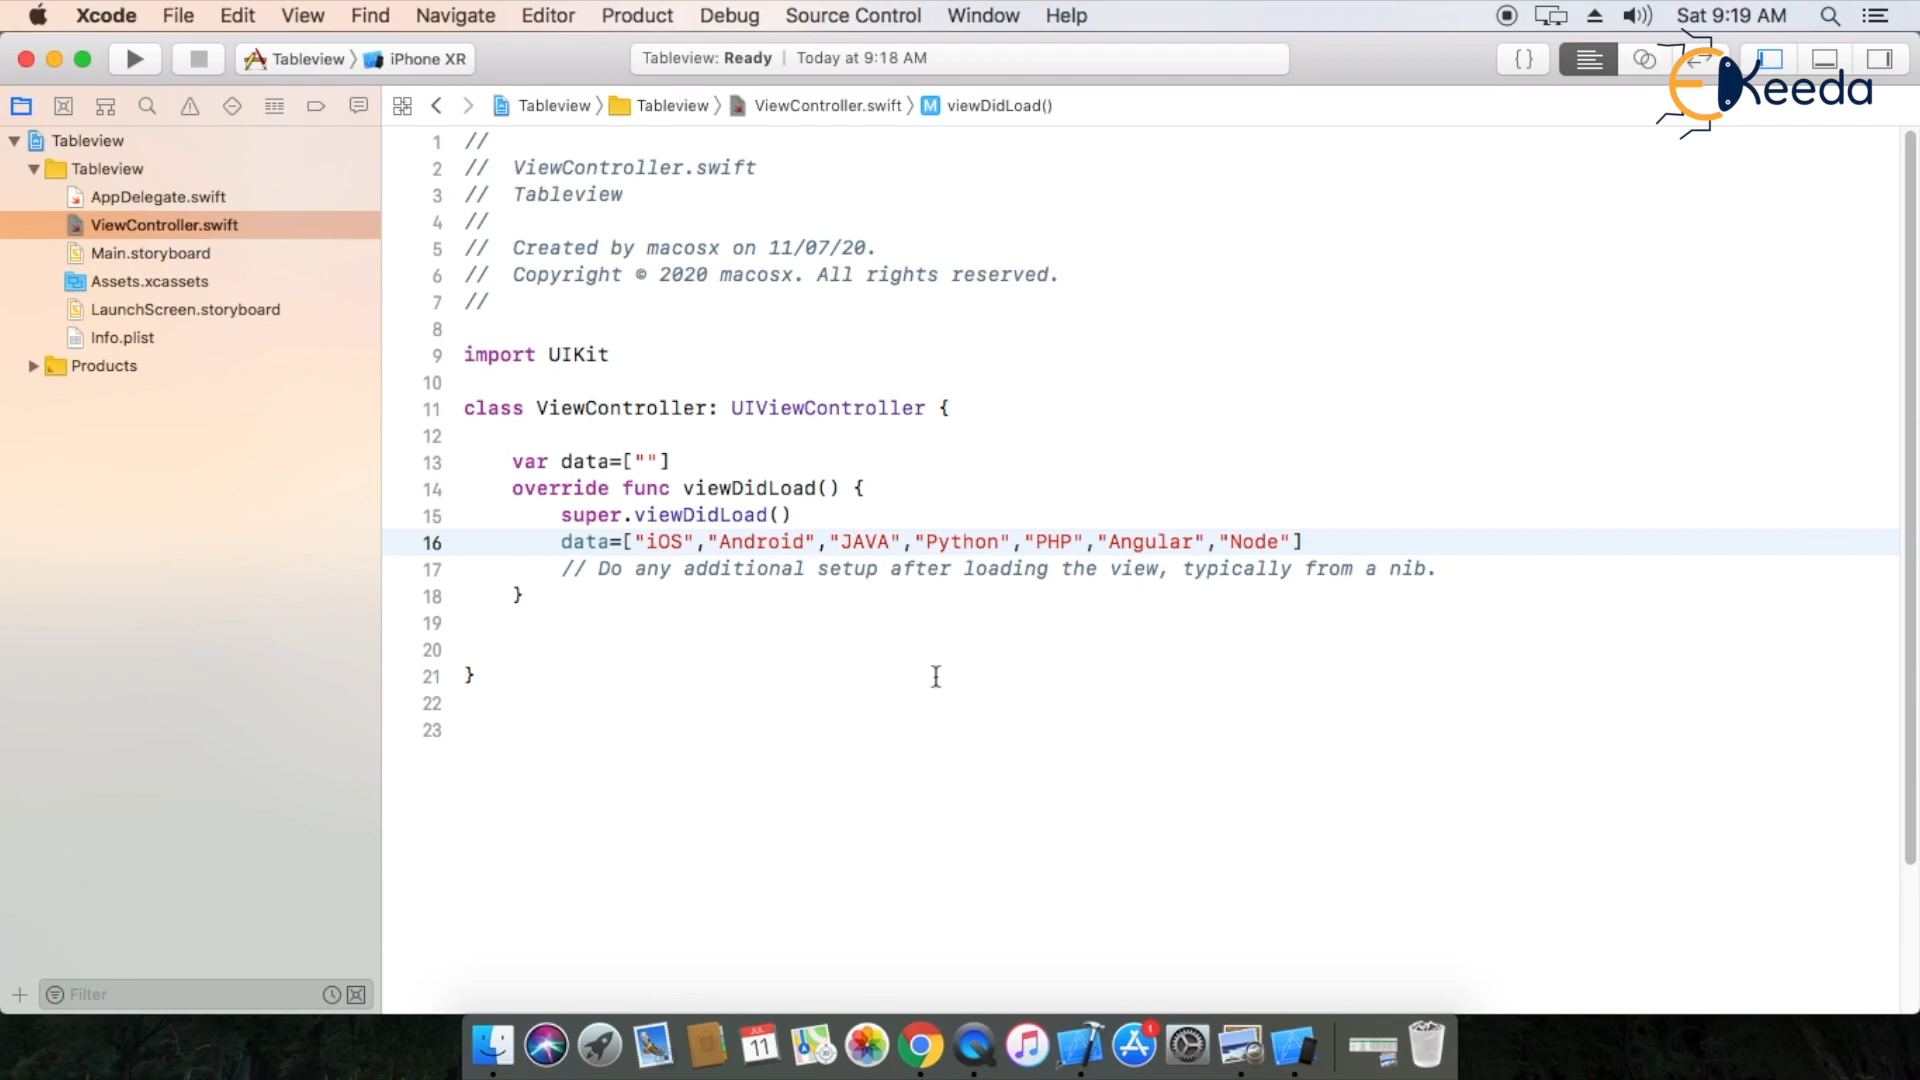 Xcode File Edit View Find Navigate Editor Product Debug Source Control Window Help Sat 9:19 AM
Tableview iPhone XR Tableview: Ready Today at 9:18 AM { }
EKeeda
Tableview Tableview ViewController.swift M viewDidLoad()
Tableview
Tableview
AppDelegate.swift
ViewController.swift
Main.storyboard
Assets.xcassets
LaunchScreen.storyboard
Info.plist
Products
1 //
2 // ViewController.swift
3 // Tableview
4 //
5 // Created by macosx on 11/07/20.
6 // Copyright © 2020 macosx. All rights reserved.
7 //
8
9 import UIKit
10
11 class ViewController: UIViewController {
12
13 var data=[""]
14 override func viewDidLoad() {
15 super.viewDidLoad()
16 data=["iOS","Android","JAVA","Python","PHP","Angular","Node"]
17 // Do any additional setup after loading the view, typically from a nib.
18 }
19
20
21 }
22
23
Filter
JUL
11
1